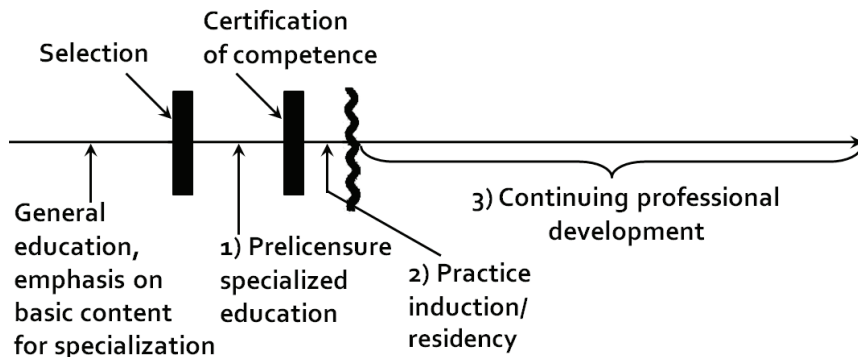 Certification
of competence
Selection
General
education,
emphasis on
basic content
for specialization
1) Prelicensure
specialized
education
2) Practice
induction/
residency
3) Continuing professional
development